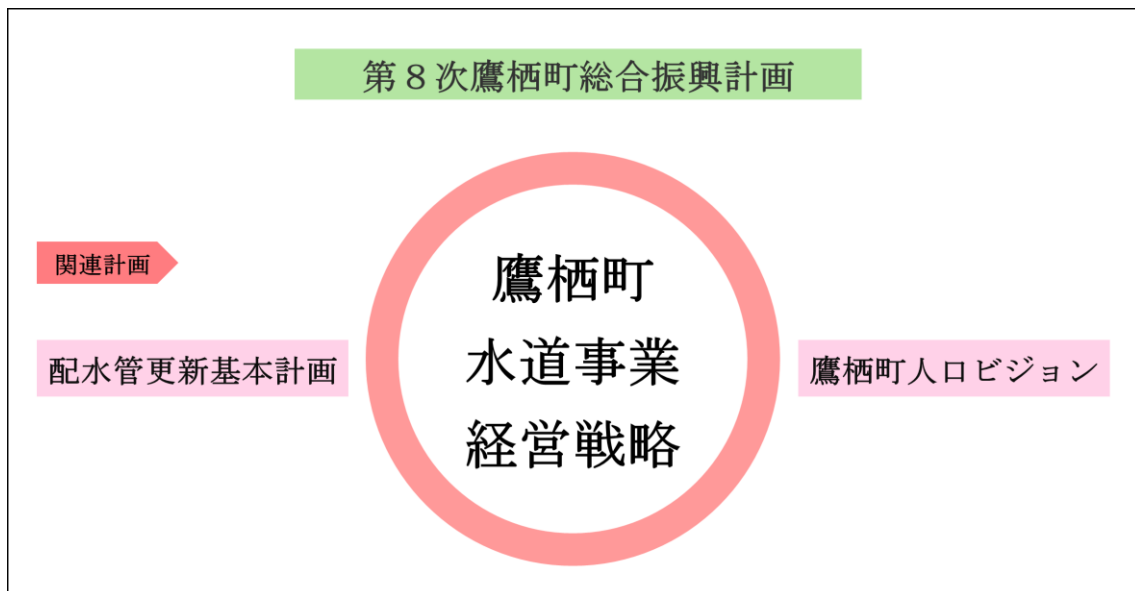 第８次鷹栖町総合振興計画
関連計画
鷹栖町
水道事業
経営戦略
配水管更新基本計画
鷹栖町人口ビジョン